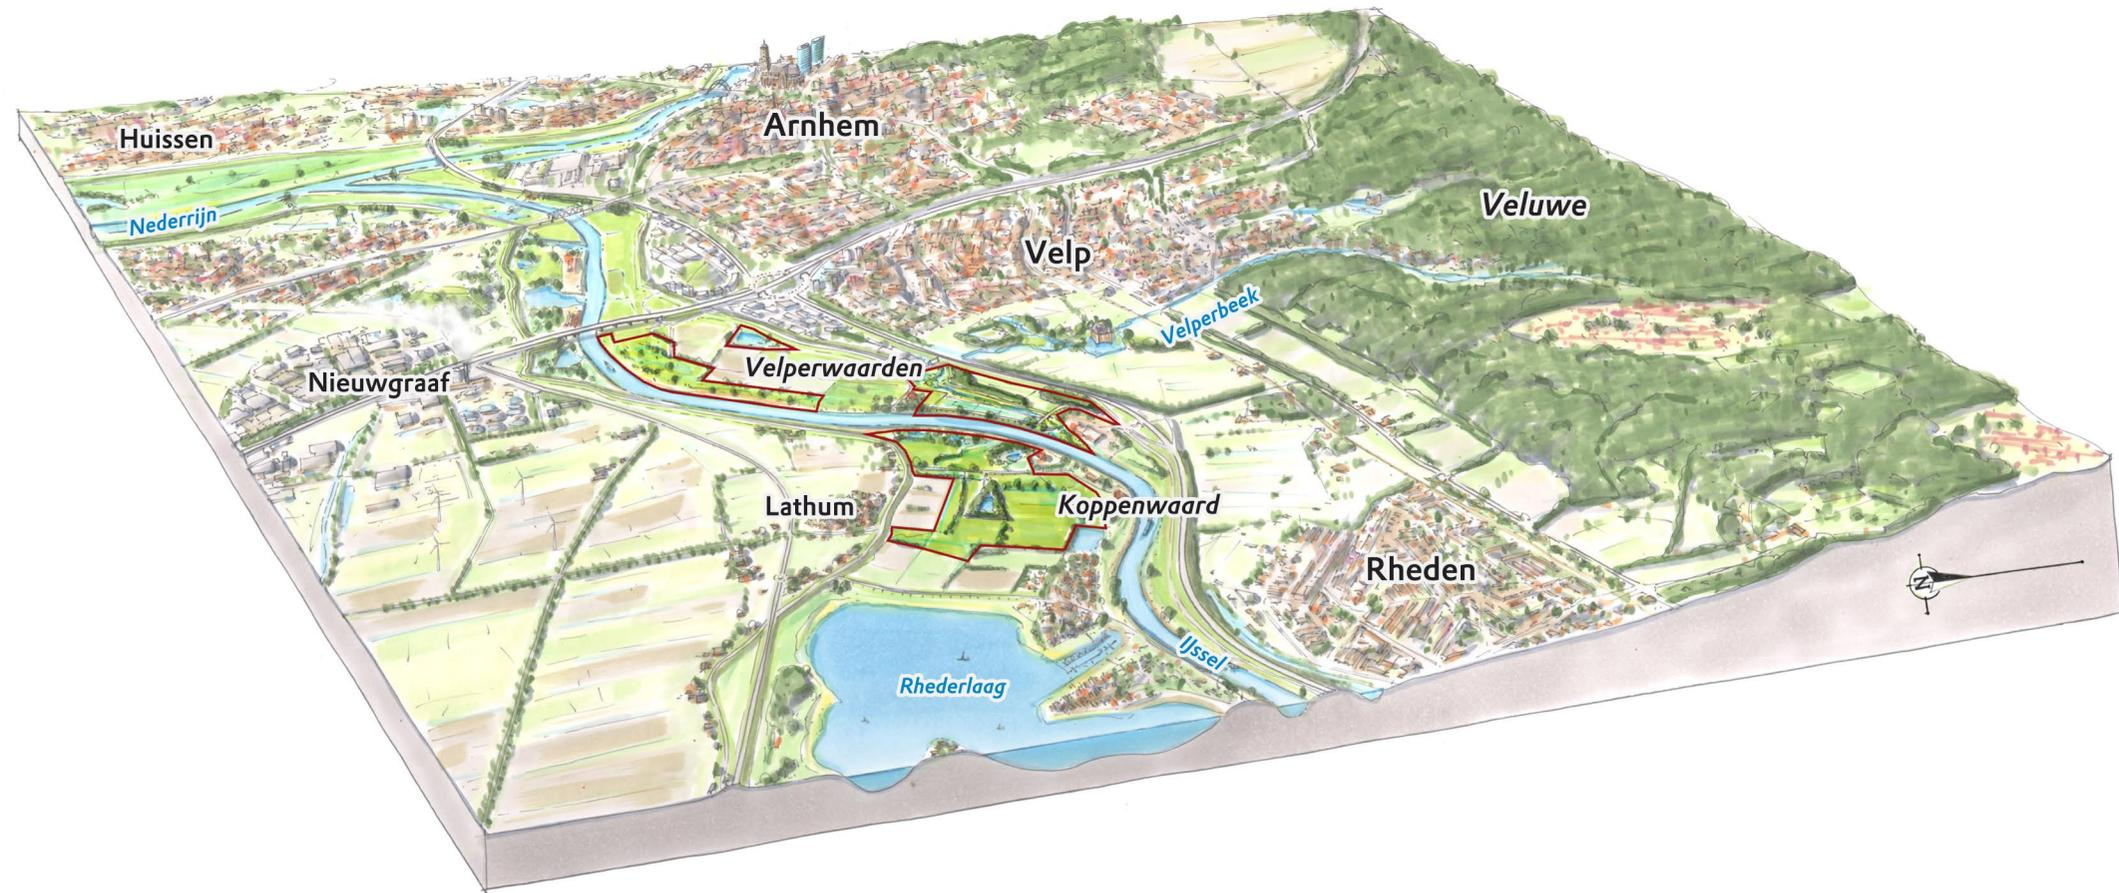 Huissen
Arnhem
Nederrijn
Veluwe
Velp
Velperbeek
Nieuwgraaf
Velperwaarden
Lathum
Koppenwaard
Rheden
N
IJssel
Rhederlaag